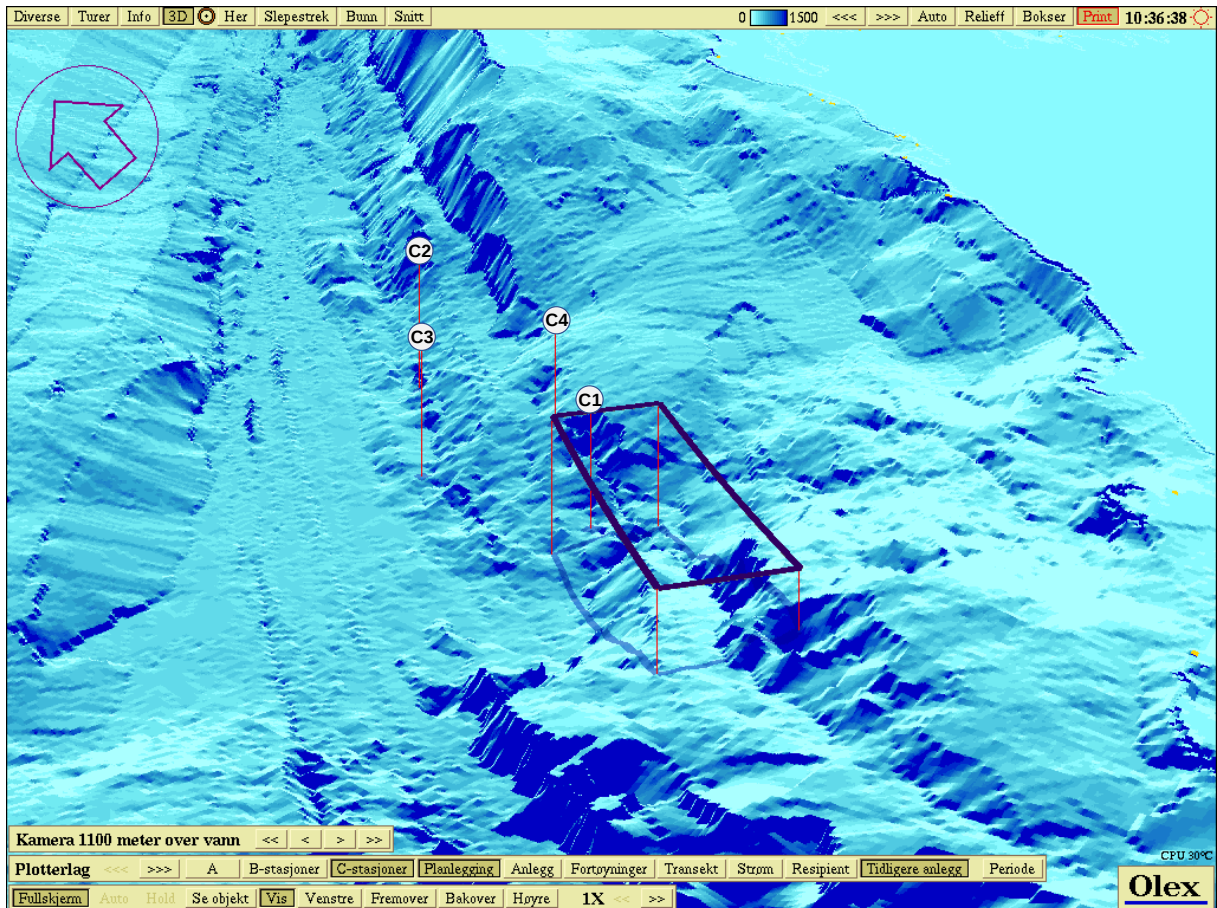 Diverse Turer Info 3D Her Slepestrek Bunn Snitt 0 1500 <<< >>> Auto Relieff Bokser Print 10:36:38
C2
C4
C3
C1
Kamera 1100 meter over vann << < > >>
CPU 30°C
Plotterlag <<< >>> A B-stasjoner C-stasjoner Planlegging Anlegg Fortøyninger Transekt Strøm Resipient Tidligere anlegg Periode
Olex
Fullskjerm Auto Hold Se objekt Vis Venstre Fremover Bakover Høyre 1X << >>